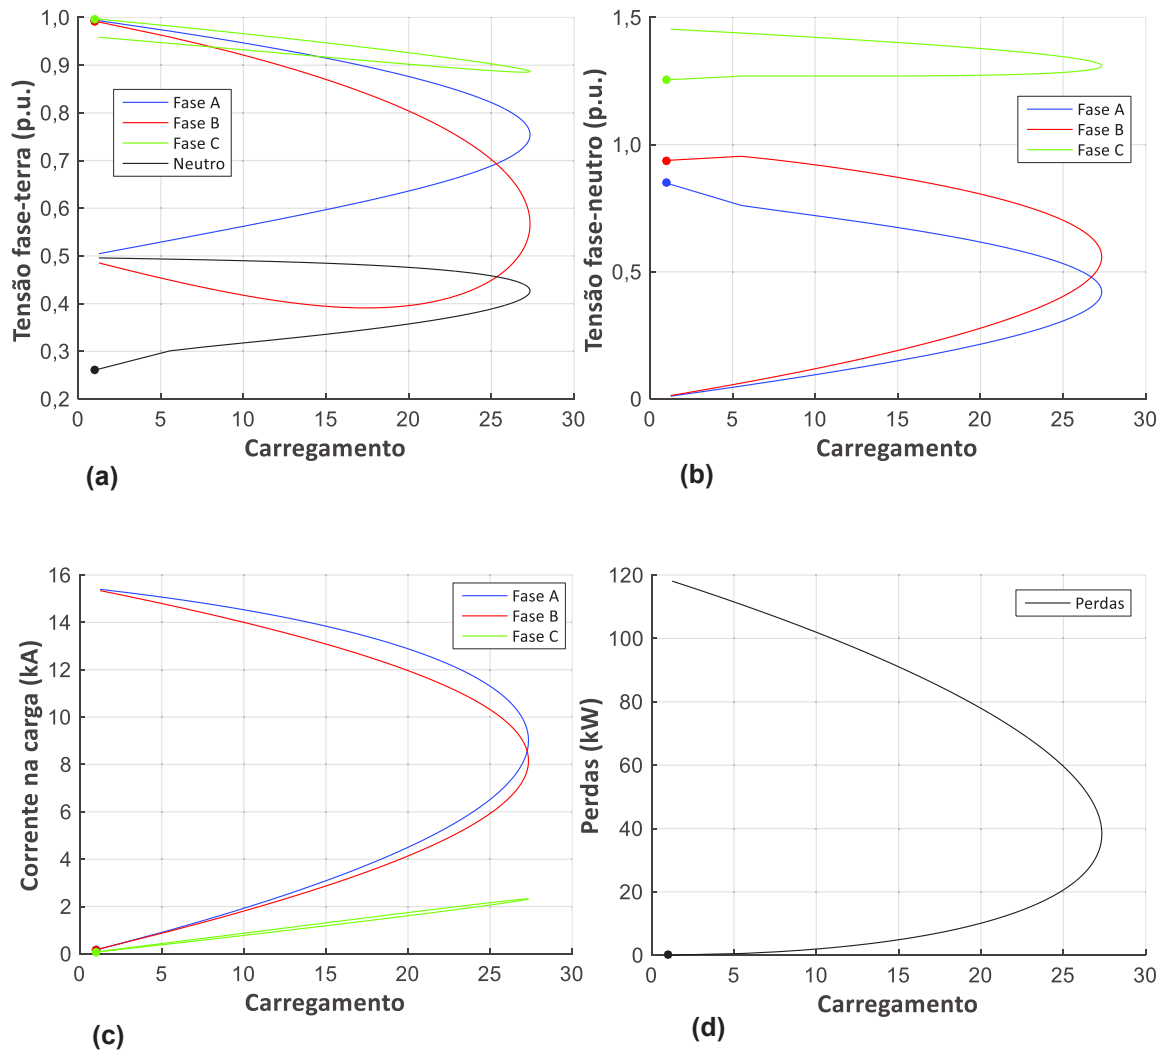 Tensão fase-terra (p.u.)
1,0
0,9
0,8
0,7
0,6
0,5
0,4
0,3
0,2
Fase A
Fase B
Fase C
Neutro
0 5 10 15 20 25 30
Carregamento
(a)
Tensão fase-neutro (p.u.)
1,5
1,0
0,5
0
Fase A
Fase B
Fase C
0 5 10 15 20 25 30
Carregamento
(b)
Corrente na carga (kA)
16
14
12
10
8
6
4
2
0
Fase A
Fase B
Fase C
0 5 10 15 20 25 30
Carregamento
(c)
Perdas (kW)
120
100
80
60
40
20
0
Perdas
0 5 10 15 20 25 30
Carregamento
(d)